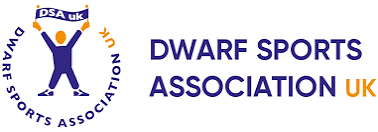 DSA uk
DWARF SPORTS ASSOCIATION UK
DWARF SPORTS
ASSOCIATION UK